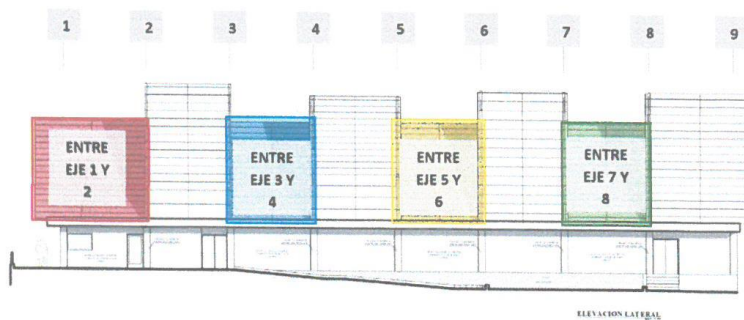 1 2 3 4 5 6 7 8 9
ENTRE
EJE 1 Y
2
ENTRE
EJE 3 Y
4
ENTRE
EJE 5 Y
6
ENTRE
EJE 7 Y
8
ELEVACION LATERAL